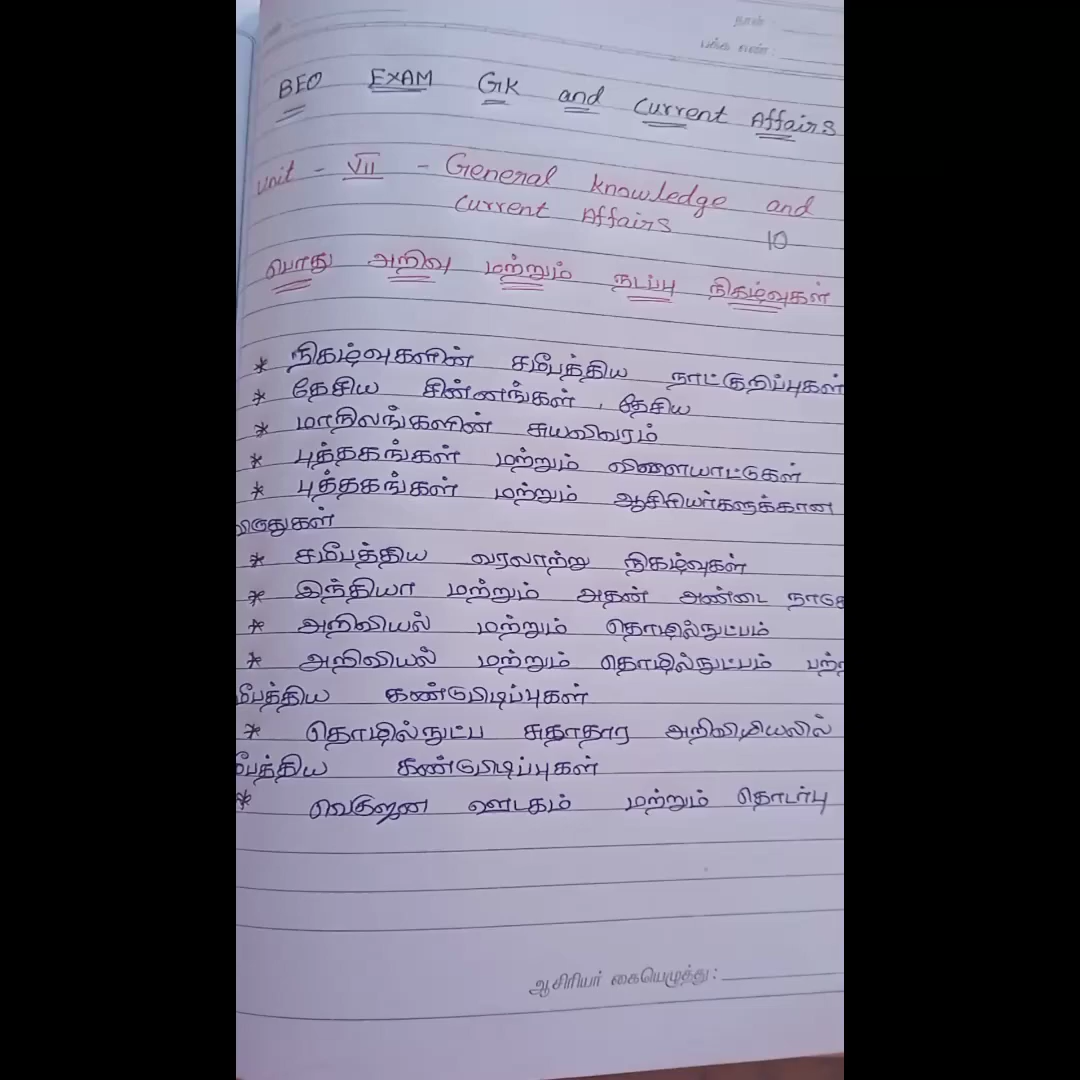 நாள் :
பக்க எண் :
BEO EXAM GK and Current Affairs
Unit - VII - General knowledge and
Current Affairs 10
பொது அறிவு மற்றும் நடப்பு நிகழ்வுகள்
* நிகழ்வுகளின் சமீபத்திய நாட்குறிப்புகள்
* தேசிய சின்னங்கள், தேசிய
* மாநிலங்களின் சுயவிவரம்
* புத்தகங்கள் மற்றும் விளையாட்டுகள்
* புத்தகங்கள் மற்றும் ஆசிரியர்களுக்கான
விருதுகள்
* சமீபத்திய வரலாற்று நிகழ்வுகள்
* இந்தியா மற்றும் அதன் அண்டை
* அறிவியல் மற்றும் தொழில்நுட்பம்
* அறிவியல் மற்றும் தொழில்நுட்பம்
கண்டுபிடிப்புகள்
* தொழில்நுட்ப சுகாதார
கண்டுபிடிப்புகள்
* வெகுஜன ஊடகம் மற்றும் தொடர்பு
ஆசிரியர் கையெழுத்து :